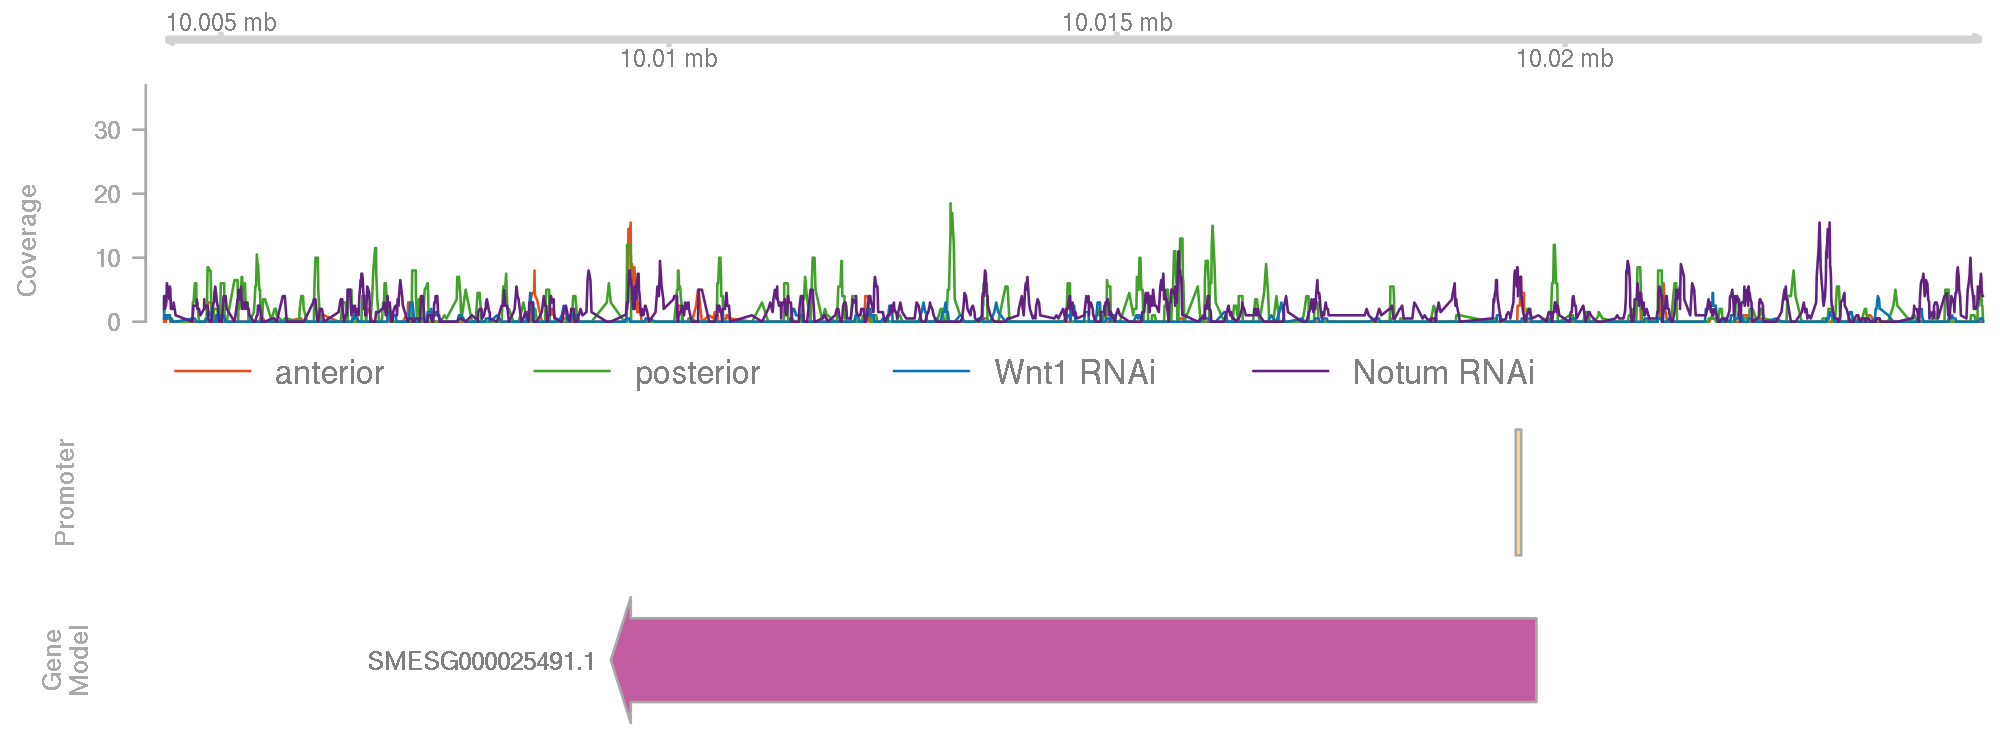 10.005 mb
10.015 mb
10.01 mb
10.02 mb
Coverage
30
20
10
0
anterior
posterior
Wnt1 RNAi
Notum RNAi
Promoter
Gene
Model
SMESG000025491.1